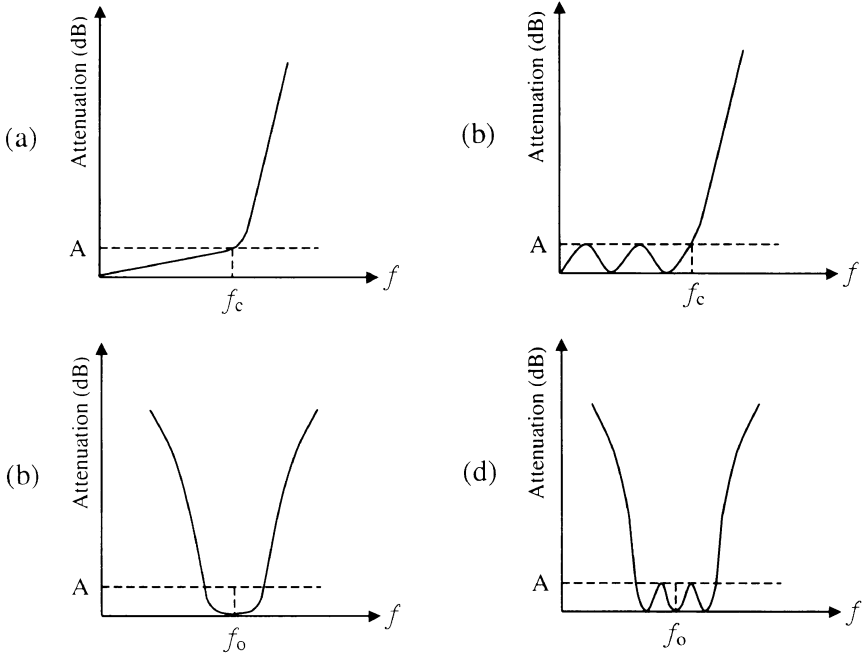 (a)
Attenuation (dB)
A
f
fc
(b)
Attenuation (dB)
A
f
fc
(b)
Attenuation (dB)
A
f
fo
(d)
Attenuation (dB)
A
f
fo